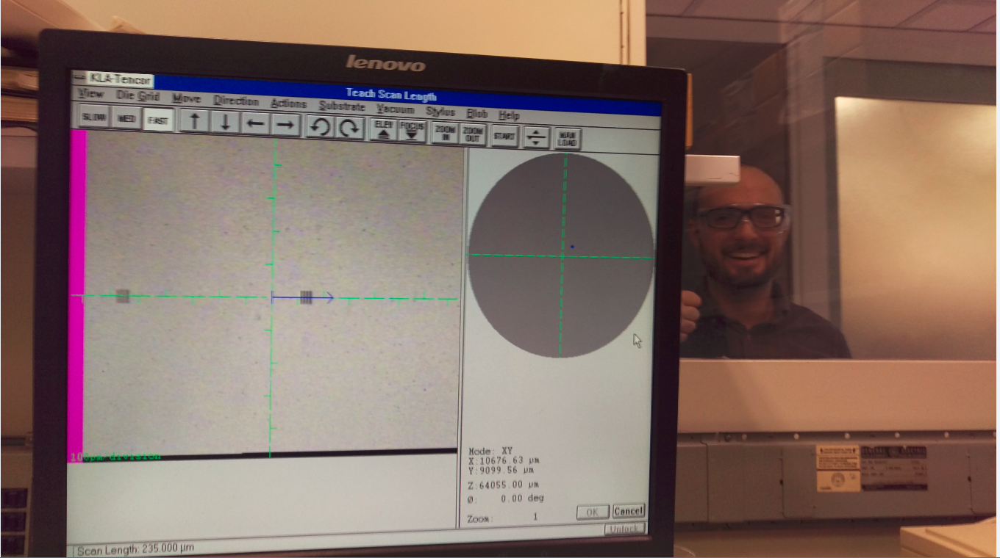 lenovo
KLA-Tencor
Teach Scan Length
View Die Grid Move Direction Actions Substrate Vacuum Stylus Blob Help
SLOW MED FAST ELEV FOCUS ZOOM IN ZOOM OUT START MAN LOAD
100µm division
Mode: XY
X:10676.63 µm
Y:9099.56 µm
Z:64055.00 µm
Ø: 0.00 deg
Zoom: 1
OK Cancel
Unlock
Scan Length: 235.000 µm